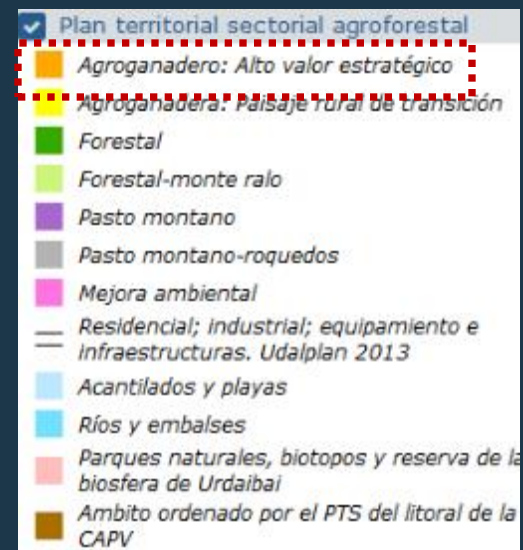 Plan territorial sectorial agroforestal
Agroganadero: Alto valor estratégico
Agroganadera: Paisaje rural de transición
Forestal
Forestal-monte ralo
Pasto montano
Pasto montano-roquedos
Mejora ambiental
Residencial; industrial; equipamiento e
infraestructuras. Udalplan 2013
Acantilados y playas
Ríos y embalses
Parques naturales, biotopos y reserva de la
biosfera de Urdaibai
Ambito ordenado por el PTS del litoral de la
CAPV